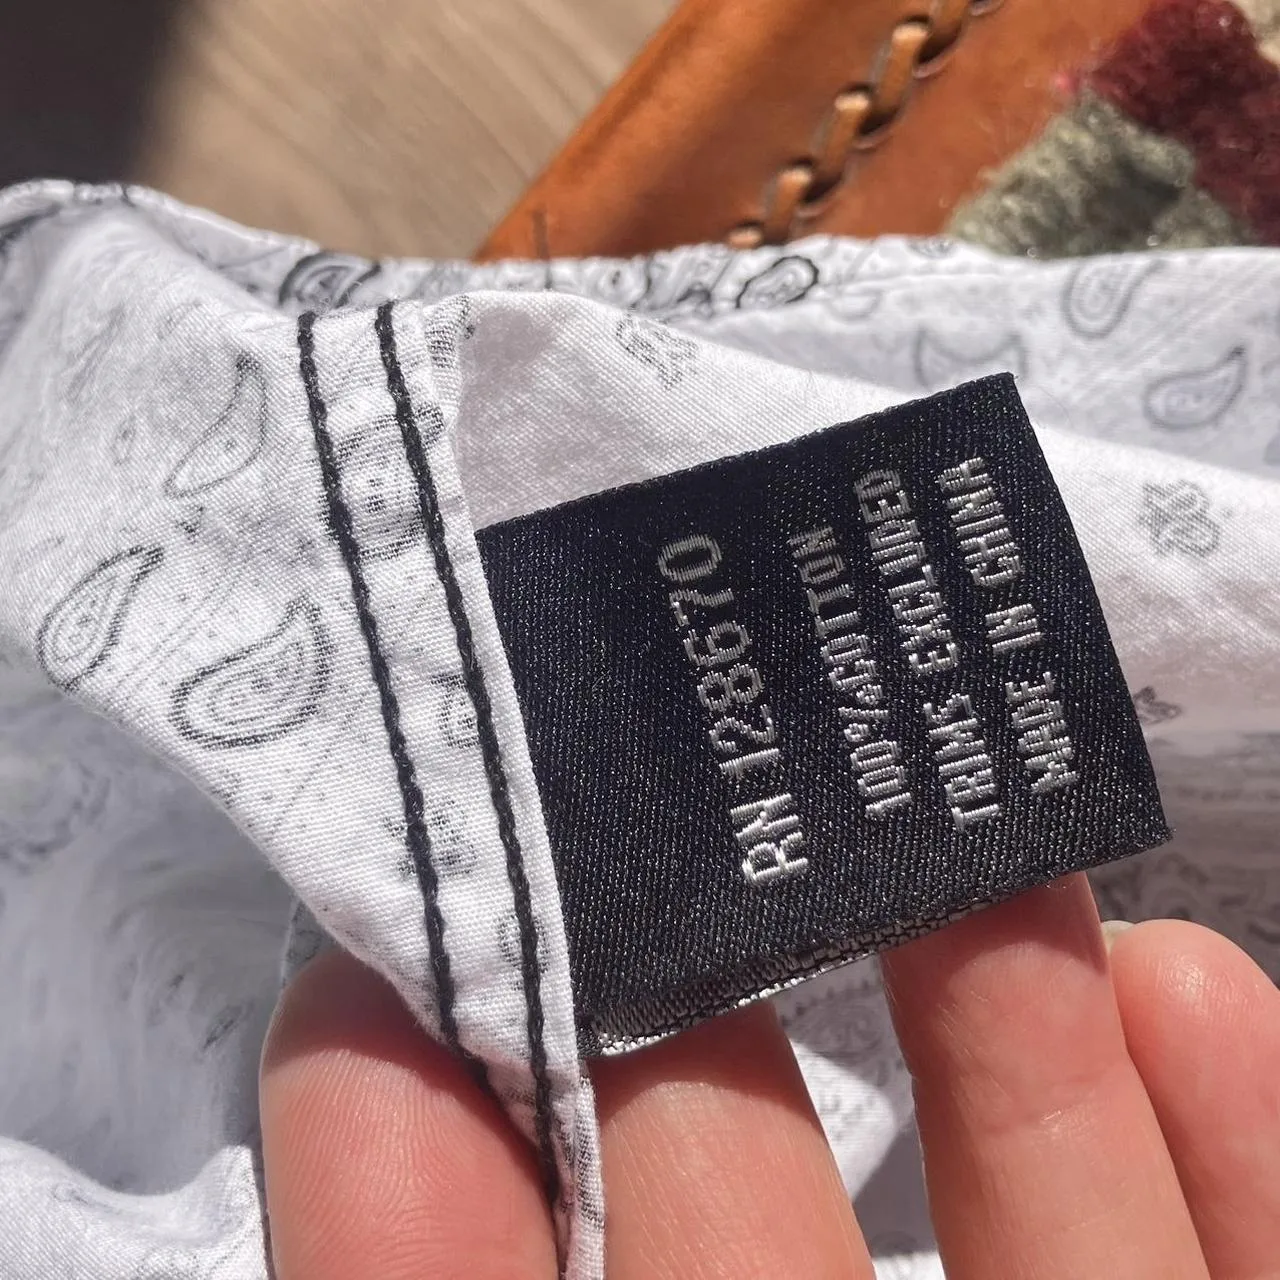 RN 128670
100%COTTON
TRIMS EXCLUDED
MADE IN CHINA